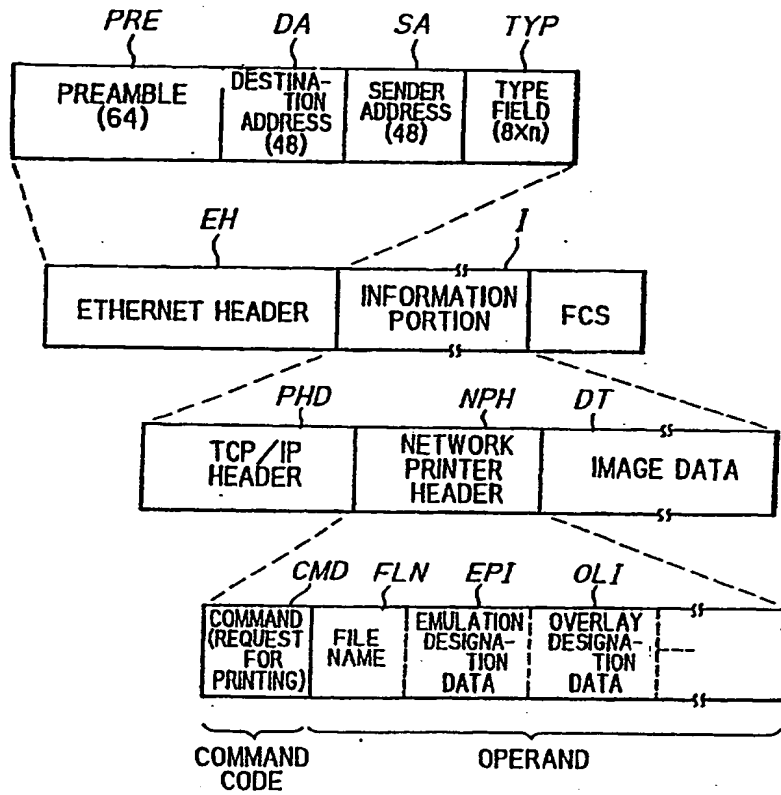 PRE DA SA TYP
PREAMBLE
(64)
DESTINA-
TION
ADDRESS
(48)
SENDER
ADDRESS
(48)
TYPE
FIELD
(8×n)
EH I
ETHERNET HEADER
INFORMATION
PORTION
FCS
PHD NPH DT
TCP/IP
HEADER
NETWORK
PRINTER
HEADER
IMAGE DATA
CMD FLN EPI OLI
COMMAND
(REQUEST
FOR
PRINTING)
FILE
NAME
EMULATION
DESIGNA-
TION
DATA
OVERLAY
DESIGNA-
TION
DATA
COMMAND
CODE
OPERAND